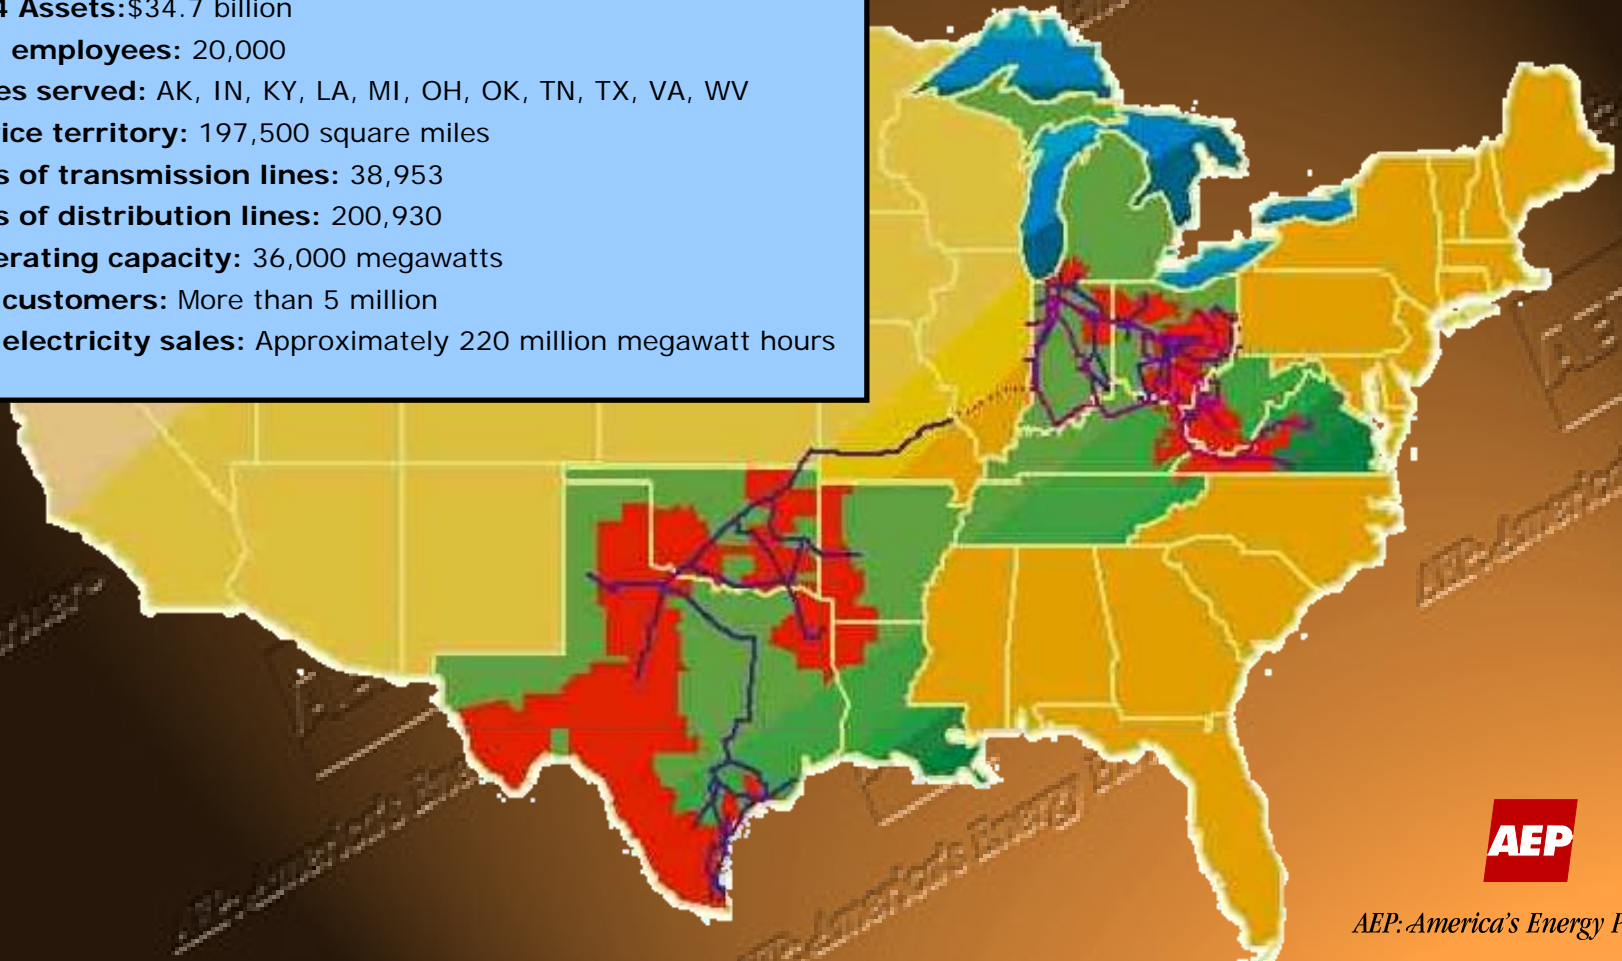 4 Assets:$34.7 billion
employees: 20,000
es served: AK, IN, KY, LA, MI, OH, OK, TN, TX, VA, WV
ice territory: 197,500 square miles
s of transmission lines: 38,953
s of distribution lines: 200,930
erating capacity: 36,000 megawatts
customers: More than 5 million
electricity sales: Approximately 220 million megawatt hours
AEP
AEP: America's Energy P